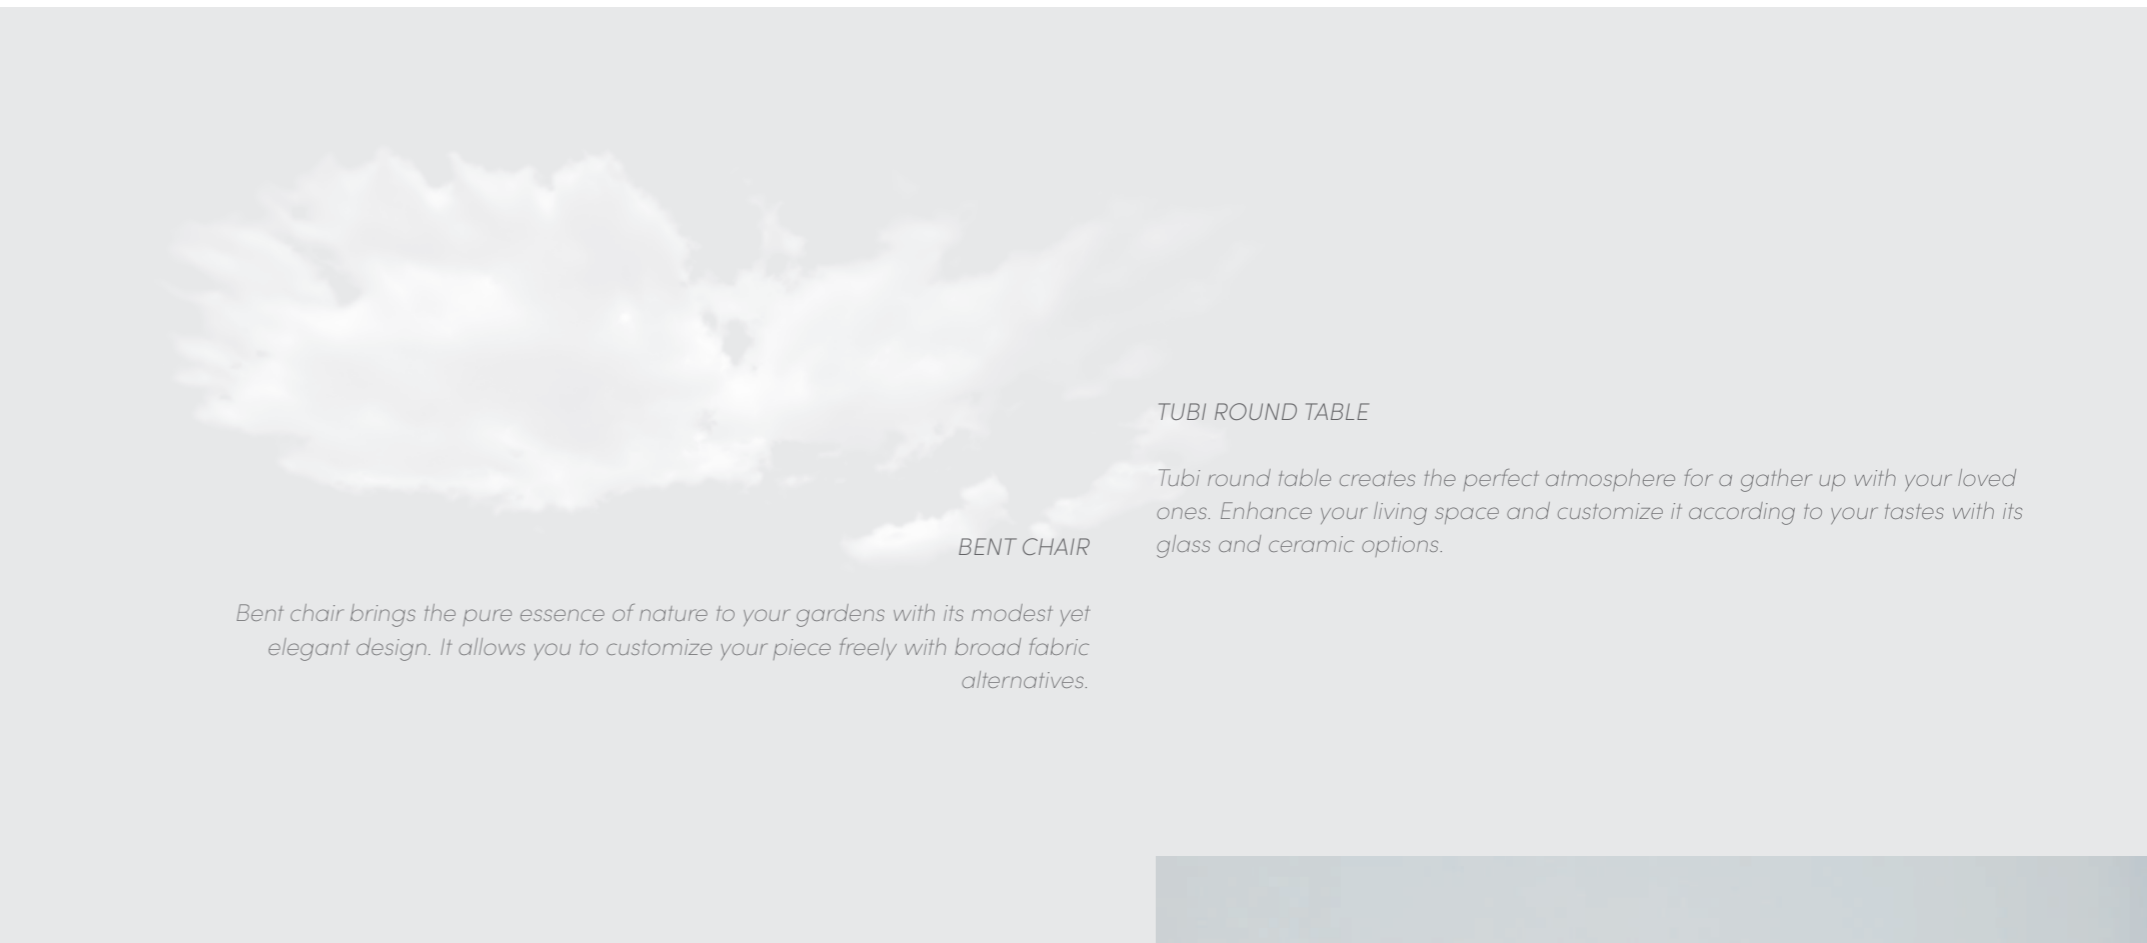 TUBI ROUND TABLE
Tubi round table creates the perfect atmosphere for a gather up with your loved
ones. Enhance your living space and customize it according to your tastes with its
glass and ceramic options.
BENT CHAIR
Bent chair brings the pure essence of nature to your gardens with its modest yet
elegant design. It allows you to customize your piece freely with broad fabric
alternatives.